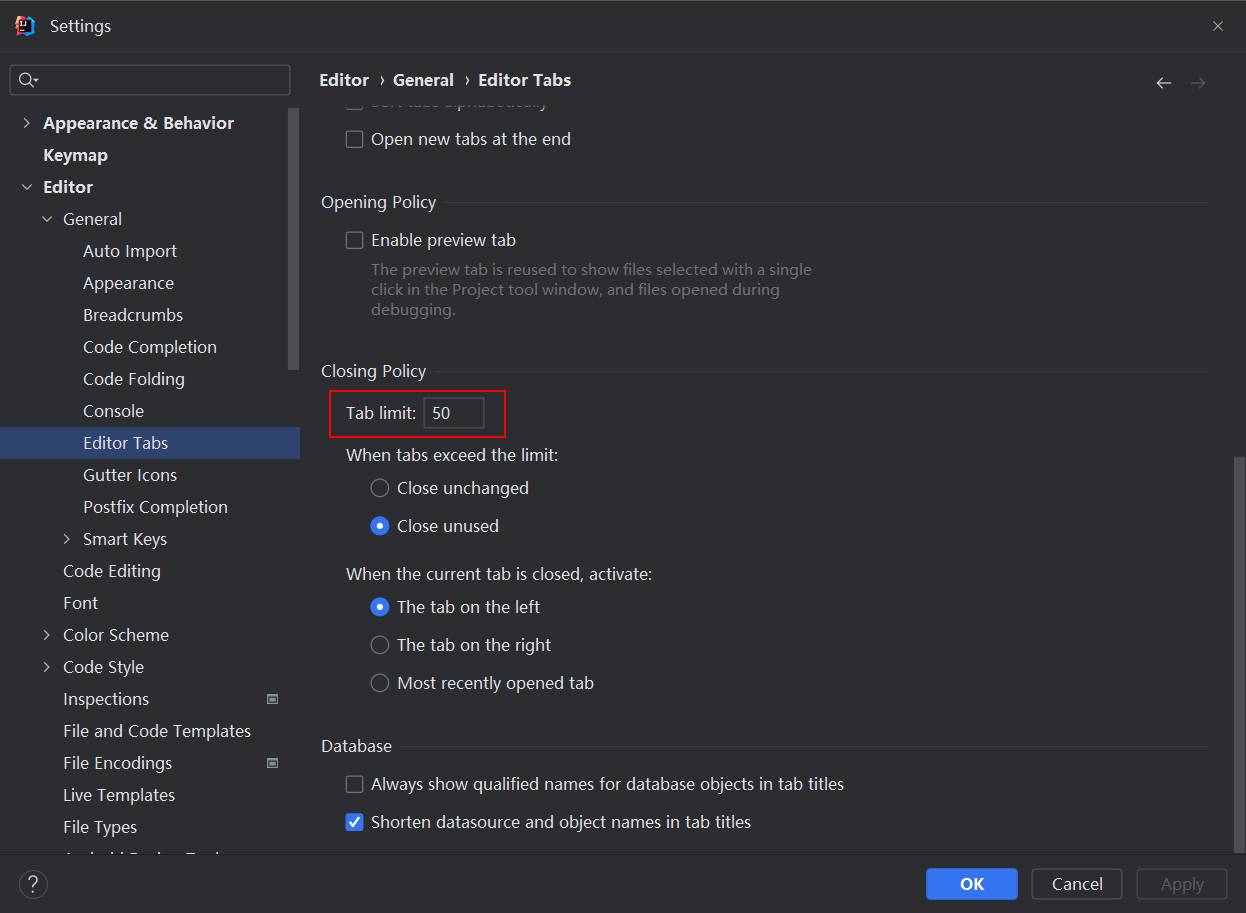 Settings
Editor › General › Editor Tabs
Appearance & Behavior
Keymap
Editor
General
Auto Import
Appearance
Breadcrumbs
Code Completion
Code Folding
Console
Editor Tabs
Gutter Icons
Postfix Completion
Smart Keys
Code Editing
Font
Color Scheme
Code Style
Inspections
File and Code Templates
File Encodings
Live Templates
File Types
Sort tabs alphabetically
Open new tabs at the end
Opening Policy
Enable preview tab
The preview tab is reused to show files selected with a single
click in the Project tool window, and files opened during
debugging.
Closing Policy
Tab limit: 50
When tabs exceed the limit:
Close unchanged
Close unused
When the current tab is closed, activate:
The tab on the left
The tab on the right
Most recently opened tab
Database
Always show qualified names for database objects in tab titles
Shorten datasource and object names in tab titles
?
OK
Cancel
Apply